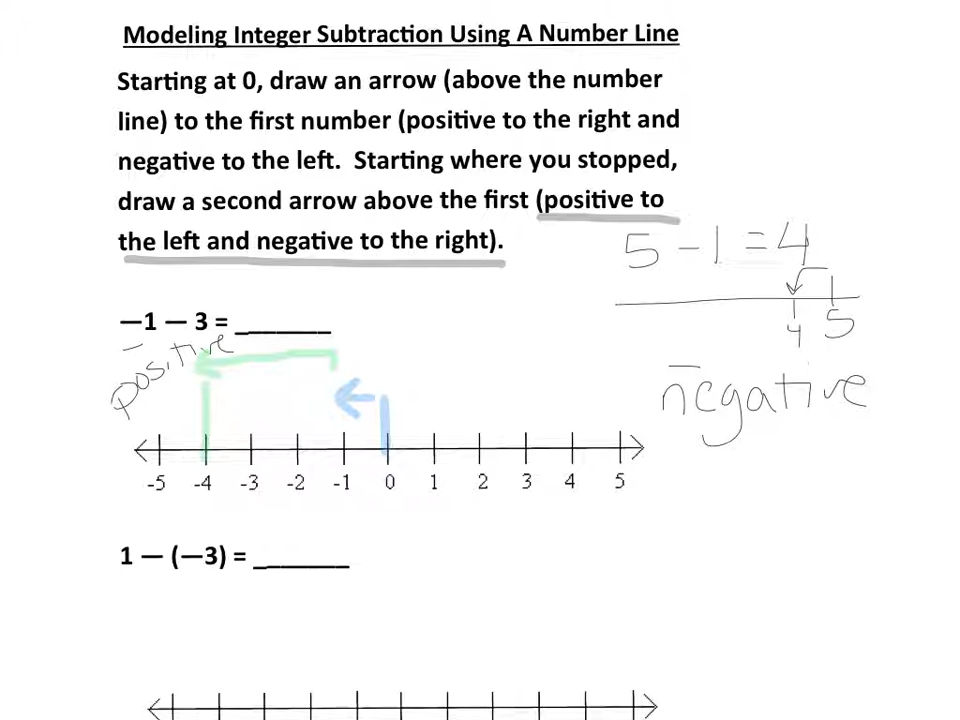 Modeling Integer Subtraction Using A Number Line
Starting at 0, draw an arrow (above the number
line) to the first number (positive to the right and
negative to the left.  Starting where you stopped,
draw a second arrow above the first (positive to
the left and negative to the right).
5 - 1 = 4
4 5
—1 — 3 = _______
positive
negative
-5 -4 -3 -2 -1 0 1 2 3 4 5
1 — (—3) = _______